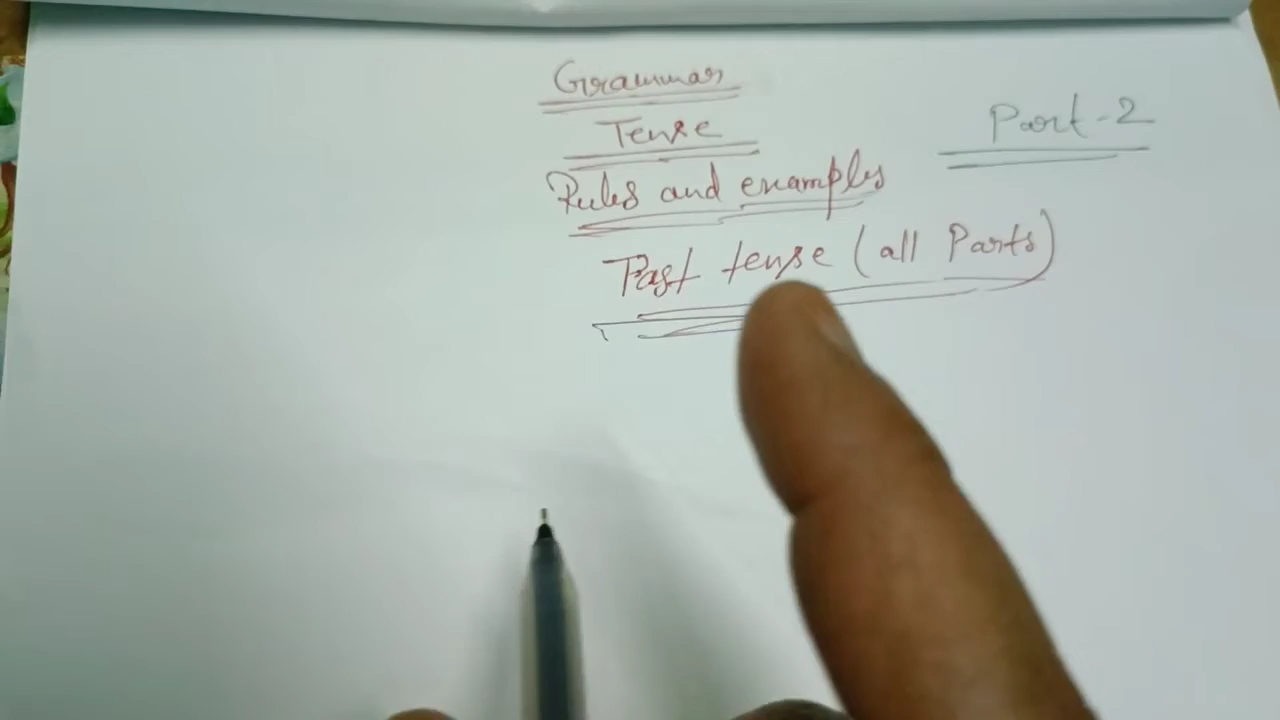 Grammar
Tense
Part-2
Rules and examples
Past tense (all Parts)